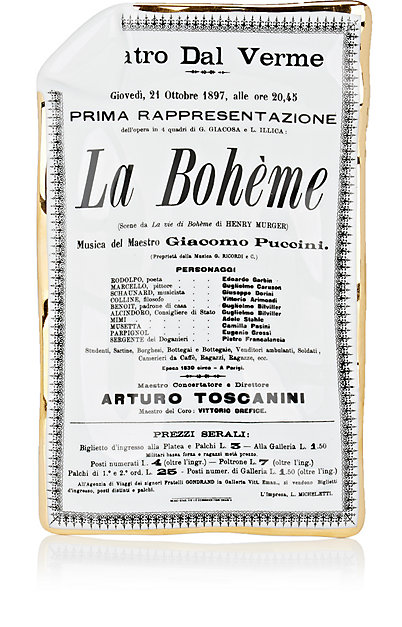 atro Dal Verme
Giovedì, 21 Ottobre 1897, alle ore 20,45
PRIMA RAPPRESENTAZIONE
dell'opera in 4 quadri di G. GIACOSA e L. ILLICA:
La Bohème
(Scene da La vie di Bohème di HENRY MURGER)
Musica del Maestro Giacomo Puccini.
(Proprietà della Musica G. RICORDI e C.)
PERSONAGGI
RODOLFO, poeta . . . Edoardo Garbin
MARCELLO, pittore . . . Guglielmo Caruson
SCHAUNARD, musicista . . . Giuseppe Dorini
COLLINE, filosofo . . . Vittorio Arimondi
BENOIT, padrone di casa . . Guglielmo Bilviller
ALCINDORO, Consigliere di Stato Guglielmo Bilviller
MIMI . . . . . Adele Stehle
MUSETTA . . . . . Camilla Pasini
PARPIGNOL . . . . Eugenio Grossi
SERGENTE dei Doganieri . . Pietro Francalancia
Studenti, Sartine, Borghesi, Bottegai e Bottegaie, Venditori ambulanti, Soldati,
Camerieri da Caffè, Ragazzi, Ragazze, ecc.
Epoca 1830 circa — A Parigi.
Maestro Concertatore e Direttore
ARTURO TOSCANINI
Maestro del Coro: VITTORIO OREFICE.
PREZZI SERALI:
Biglietto d'ingresso alla Platea e Palchi L. 3 — Alla Galleria L. 1.50
Militari bassa forza e ragazzi metà prezzo.
Posti numerati L. 4 (oltre l'ingr.) — Poltrone L. 7 (oltre l'ingr.)
Palchi di 1.ª e 2.ª ord. L. 25 - Posti numer. di Galleria L. 1.50 (oltre l'ing.)
All'Agenzia di Viaggi dei signori Fratelli GONDRAND in Galleria Vitt. Eman., si vendono Biglietti
d'ingresso, posti distinti e palchi.
L'Impresa, L. MICHELETTI.